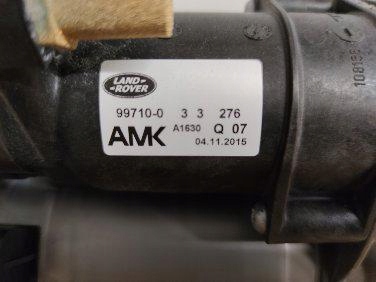 LAND-
-ROVER
99710-0 3 3 276
AMK A1630 Q 07
04.11.2015